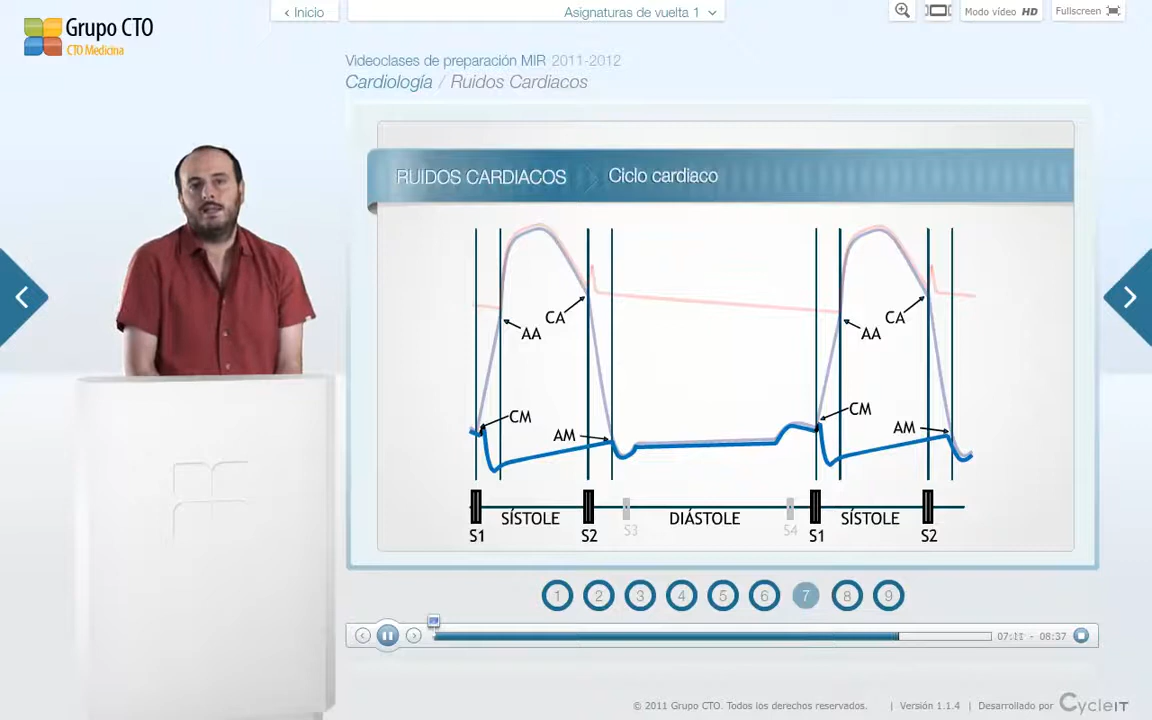 Grupo CTO
CTO Medicina
‹ Inicio
Asignaturas de vuelta 1
Modo vídeo HD
Fullscreen
Videoclases de preparación MIR 2011-2012
Cardiología / Ruidos Cardiacos
RUIDOS CARDIACOS
Ciclo cardiaco
CA
AA
CA
AA
CM
AM
CM
AM
SÍSTOLE
DIÁSTOLE
SÍSTOLE
S1
S2
S3
S4
S1
S2
1 2 3 4 5 6 7 8 9
07:11 - 08:37
© 2011 Grupo CTO. Todos los derechos reservados. | Versión 1.1.4 | Desarrollado por CycleIT